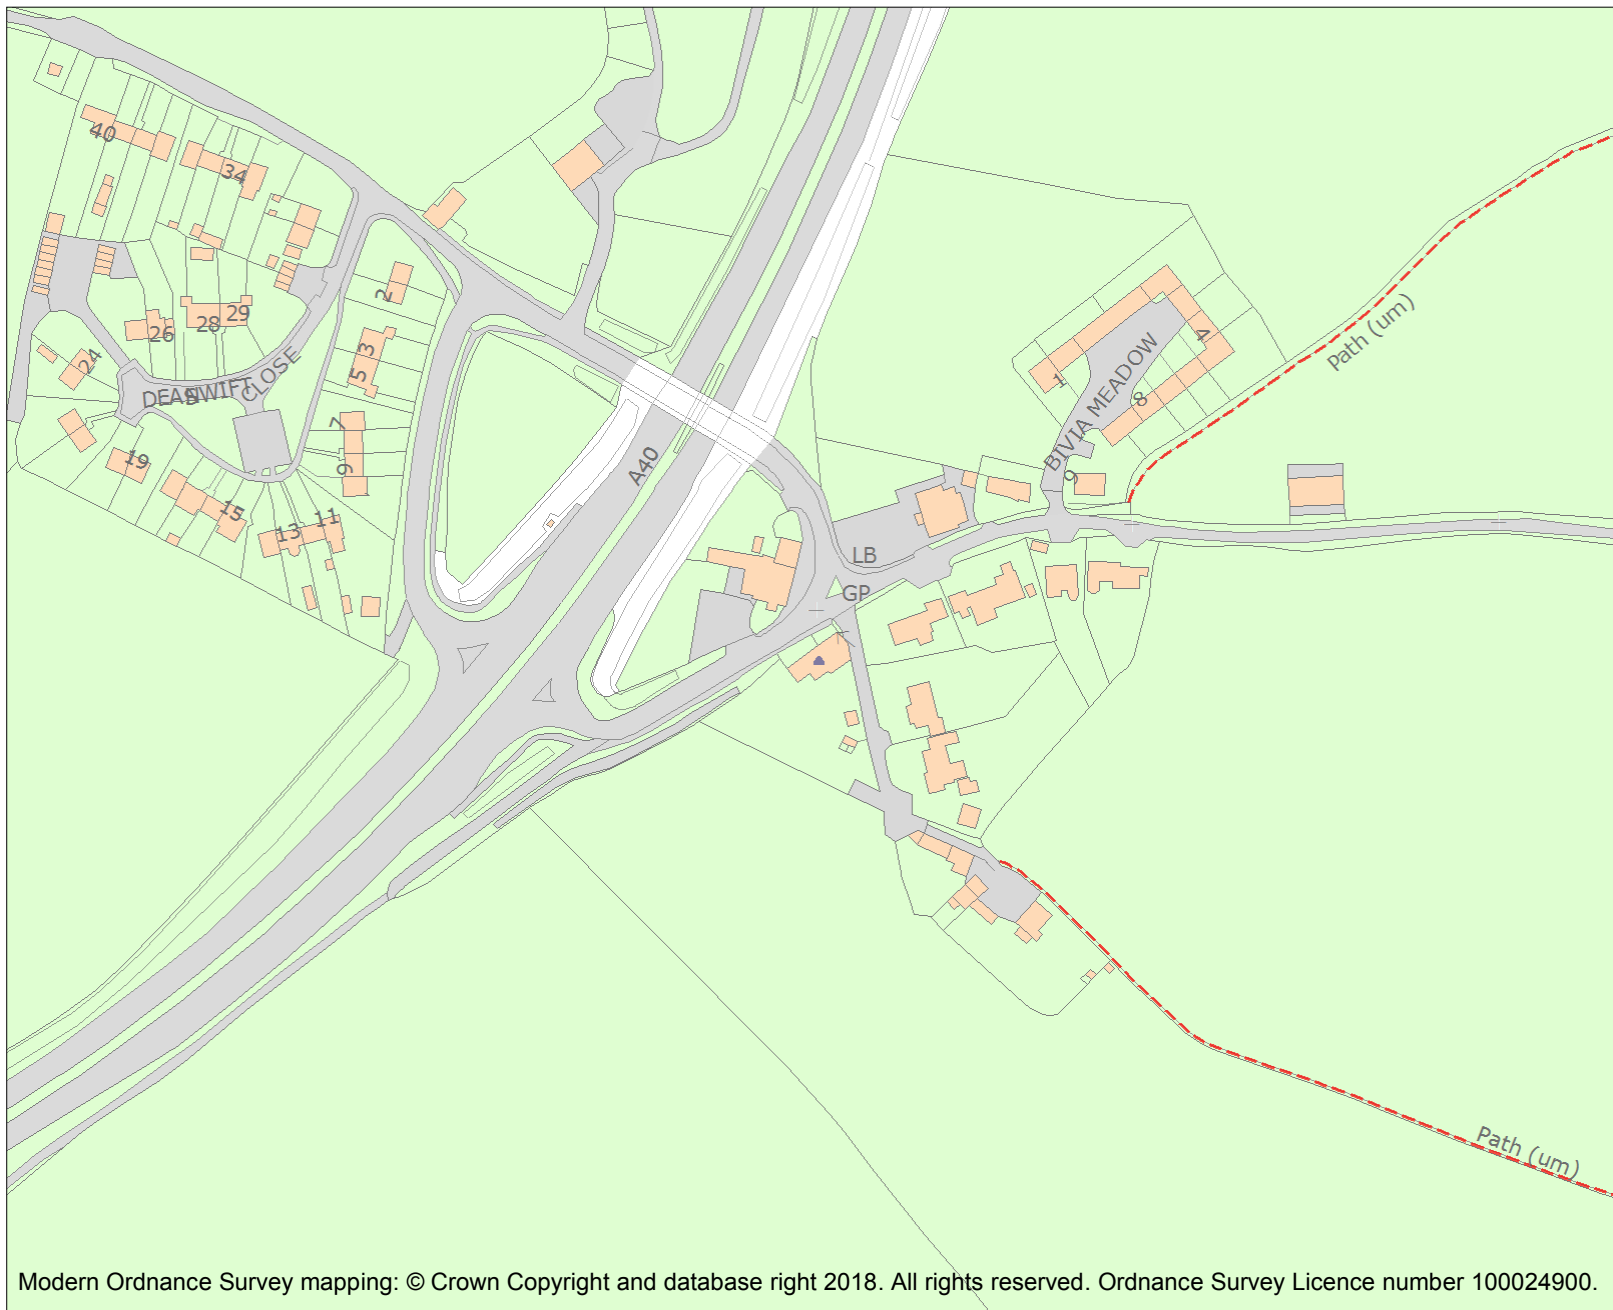 40
34
2
29
28
26
24
3
5
DEAN
SWIFT
CLOSE
7
9
19
15
13
11
A40
Path (um)
4
1
8
BIVIA MEADOW
9
LB
GP
Path (um)
Modern Ordnance Survey mapping: © Crown Copyright and database right 2018. All rights reserved. Ordnance Survey Licence number 100024900.